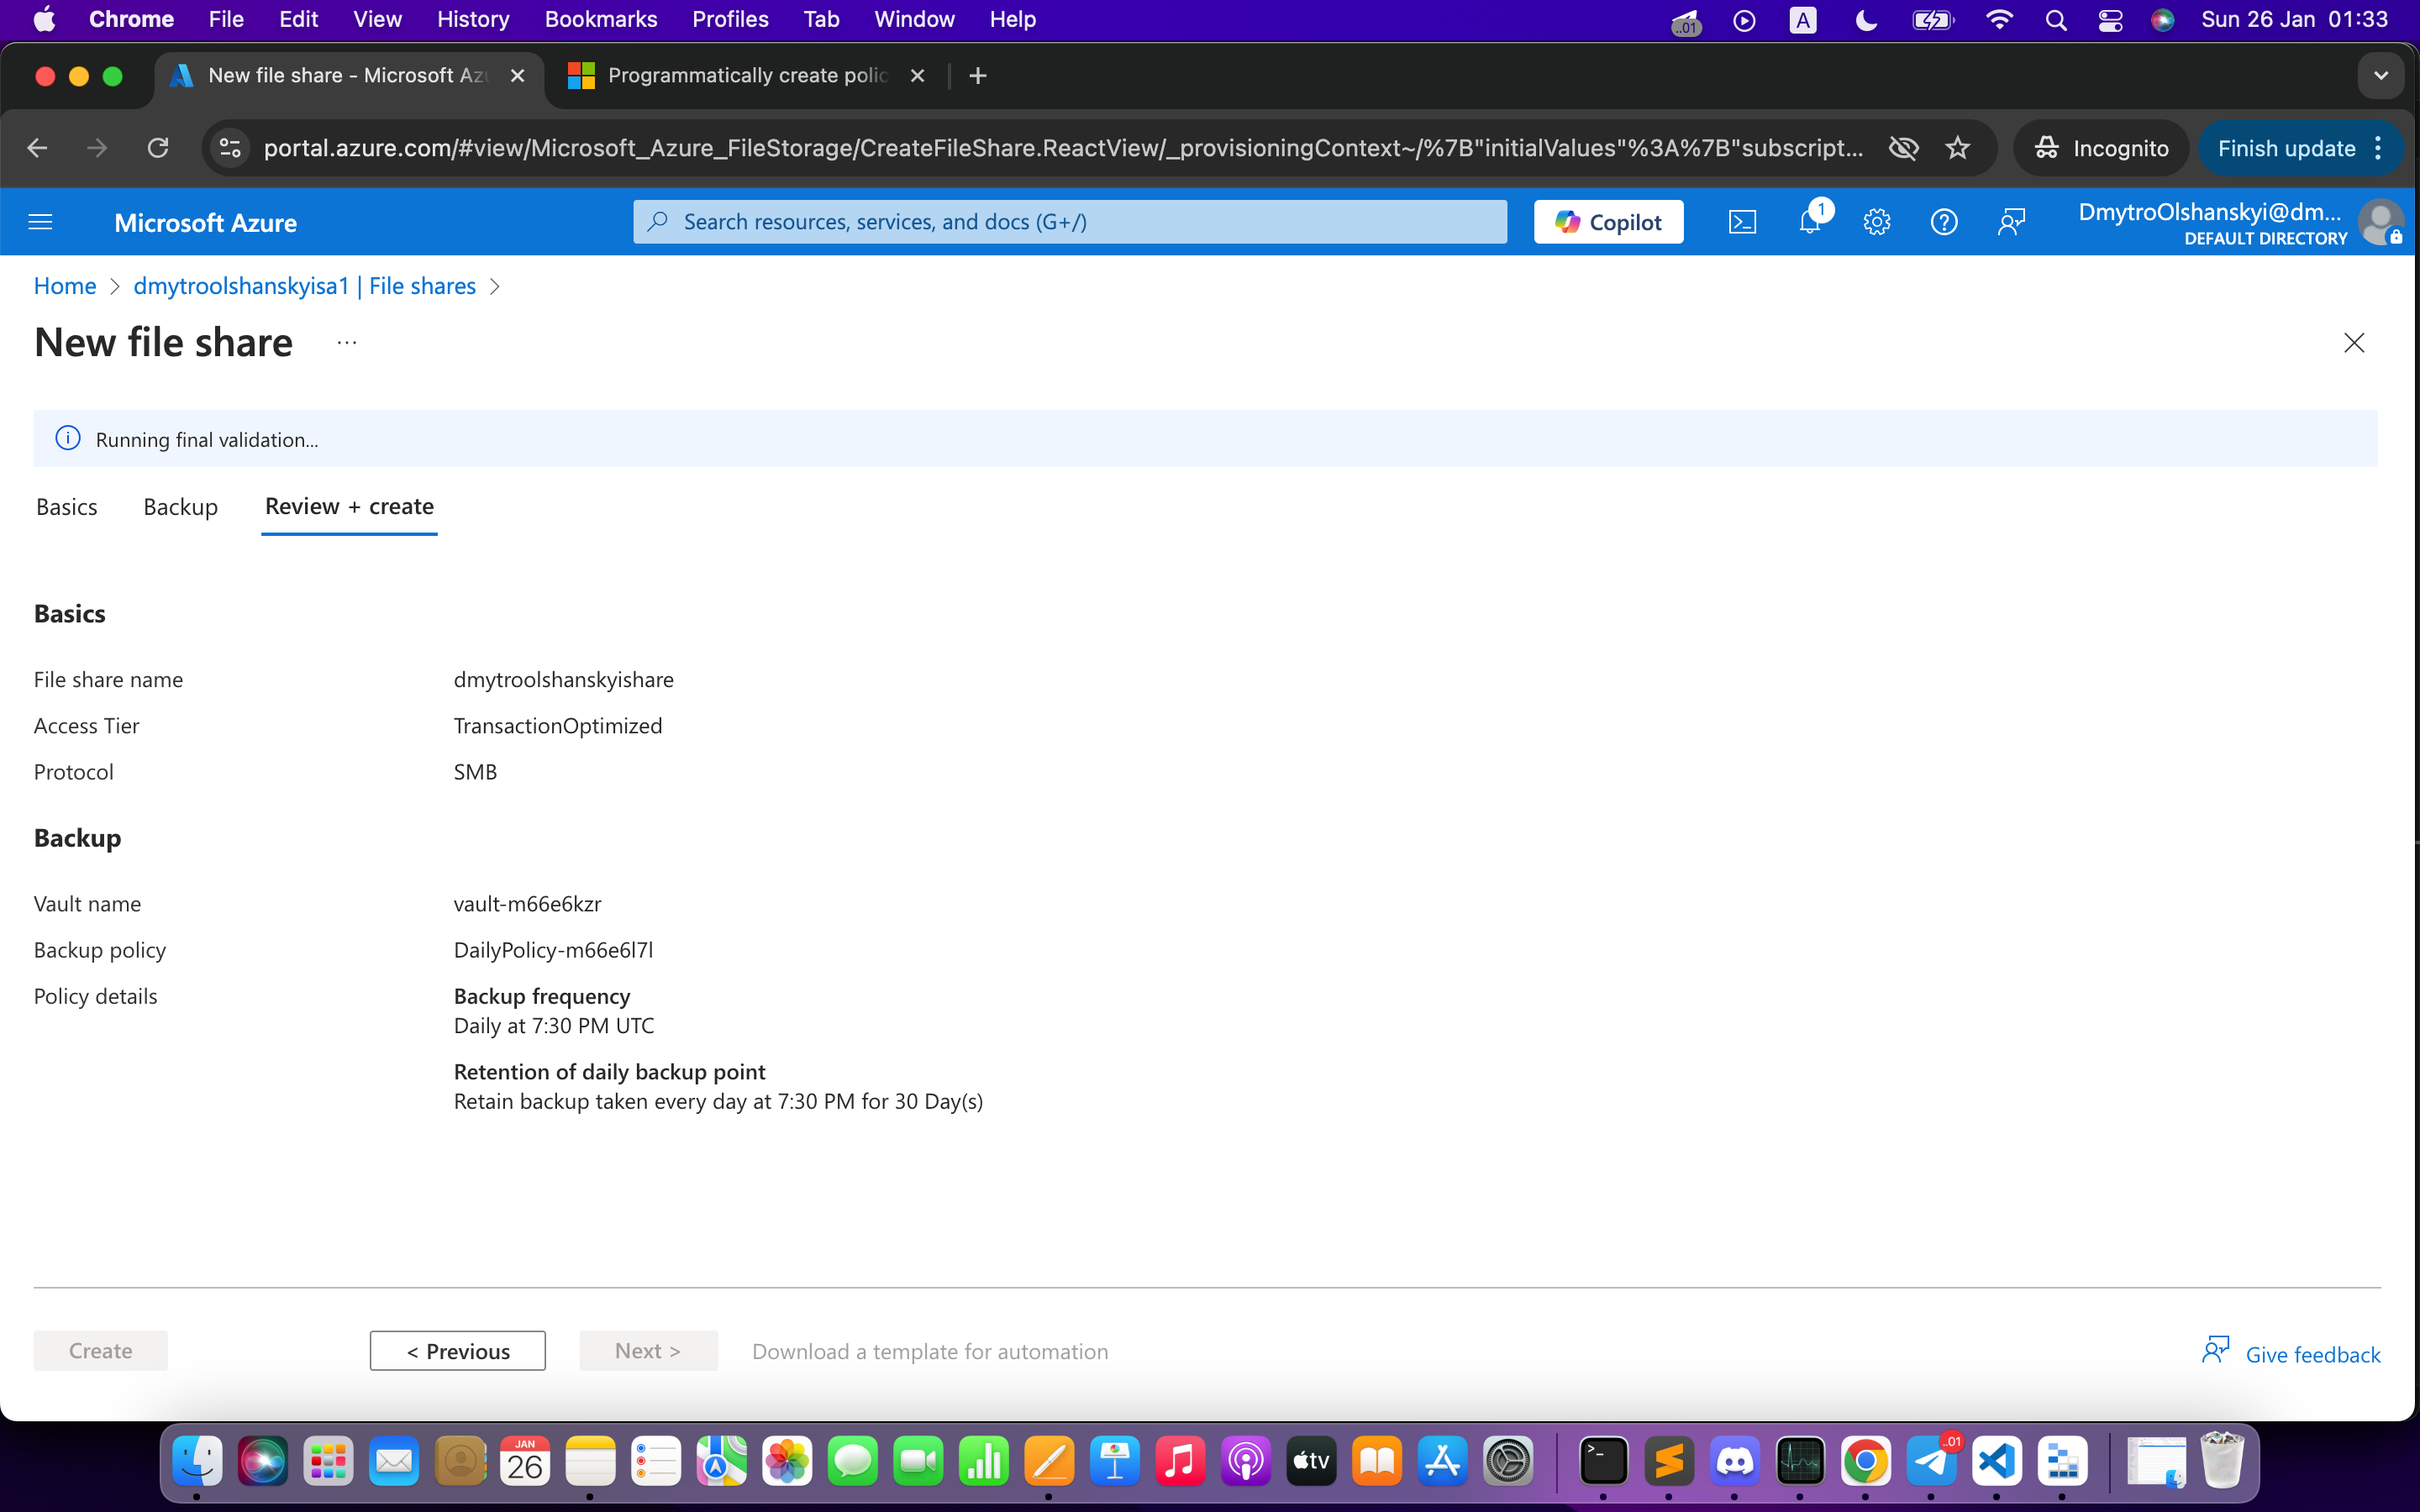 Chrome File Edit View History Bookmarks Profiles Tab Window Help ..01 A Sun 26 Jan 01:33
New file share - Microsoft Azu Programmatically create polic
portal.azure.com/#view/Microsoft_Azure_FileStorage/CreateFileShare.ReactView/_provisioningContext~/%7B"initialValues"%3A%7B"subscript... Incognito Finish update
Microsoft Azure Search resources, services, and docs (G+/) Copilot 1 DmytroOlshanskyi@dm...
DEFAULT DIRECTORY
Home > dmytroolshanskyisa1 | File shares >
New file share ...
Running final validation...
Basics Backup Review + create
Basics
File share name dmytroolshanskyishare
Access Tier TransactionOptimized
Protocol SMB
Backup
Vault name vault-m66e6kzr
Backup policy DailyPolicy-m66e6l7l
Policy details Backup frequency
Daily at 7:30 PM UTC
Retention of daily backup point
Retain backup taken every day at 7:30 PM for 30 Day(s)
Create < Previous Next > Download a template for automation Give feedback
JAN
26
tv
..01